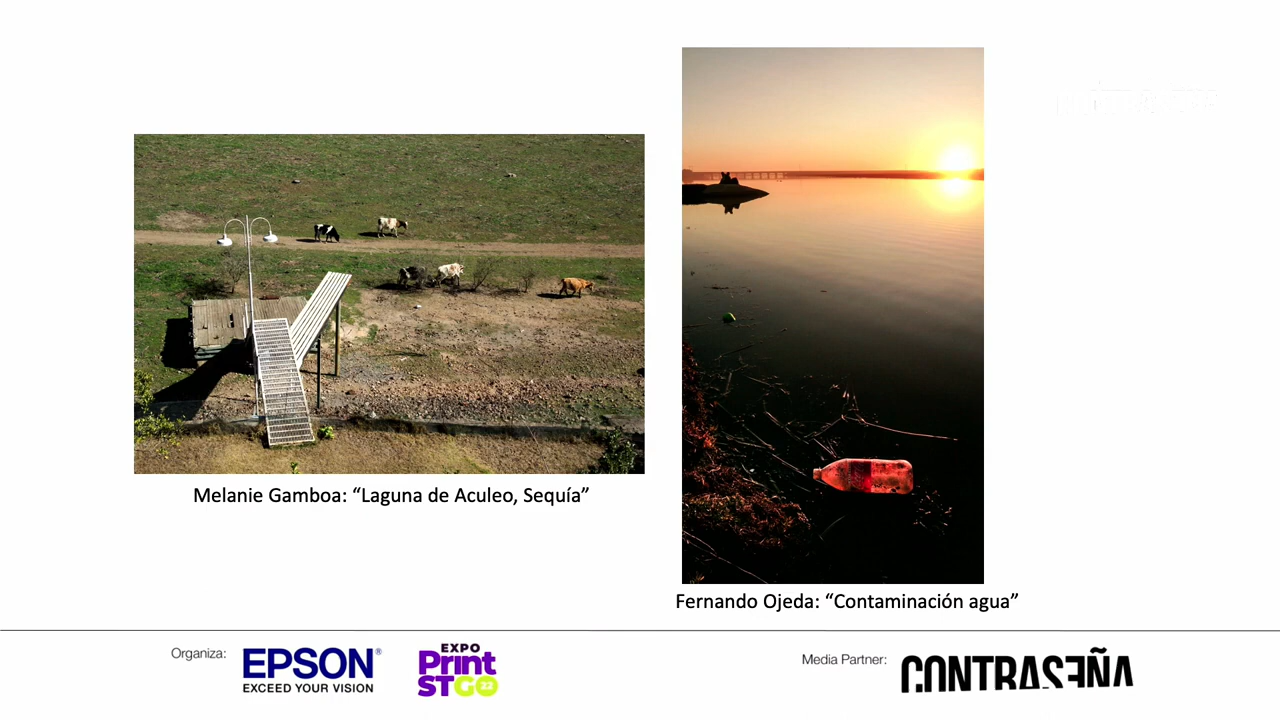 Melanie Gamboa: “Laguna de Aculeo, Sequía”
Fernando Ojeda: “Contaminación agua”
Organiza:
EPSON®
EXCEED YOUR VISION
EXPO
Print
STGO 22
Media Partner:
CONTRASEÑA